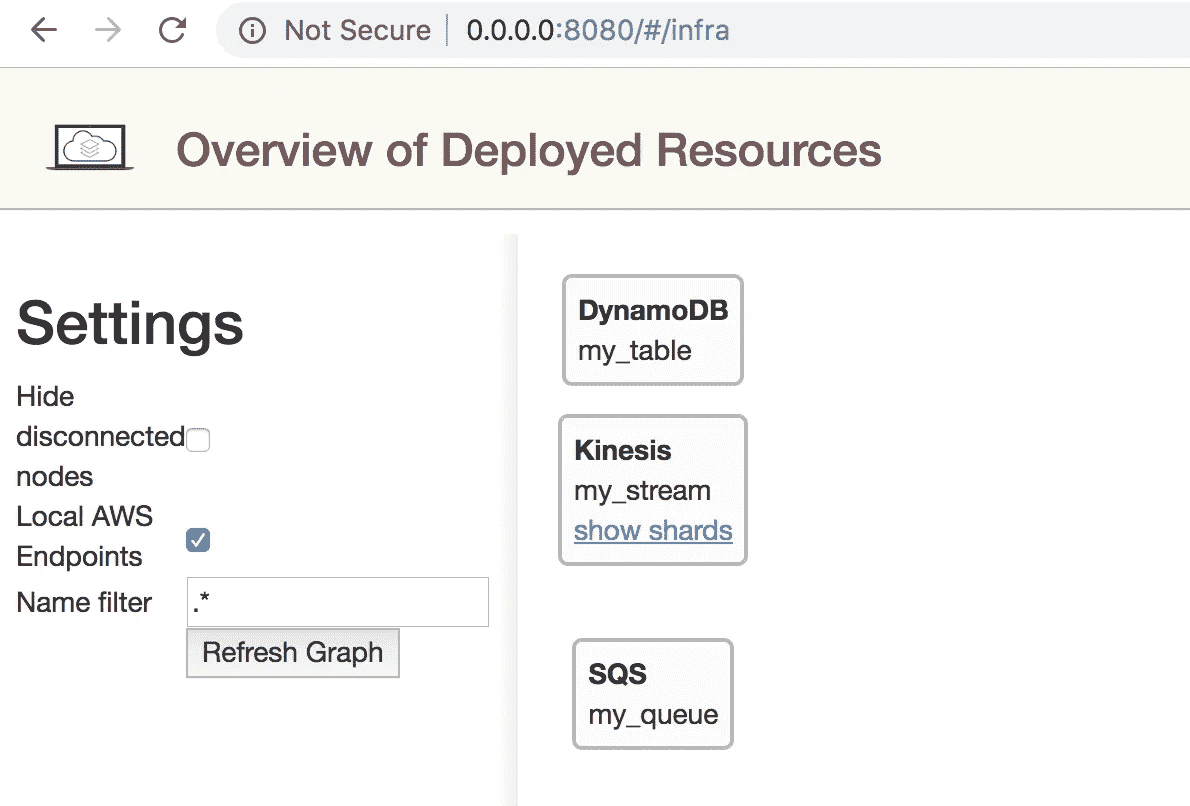 Not Secure 0.0.0.0:8080/#/infra
Overview of Deployed Resources
Settings
Hide
disconnected
nodes
Local AWS
Endpoints
Name filter .*
Refresh Graph
DynamoDB
my_table
Kinesis
my_stream
show shards
SQS
my_queue